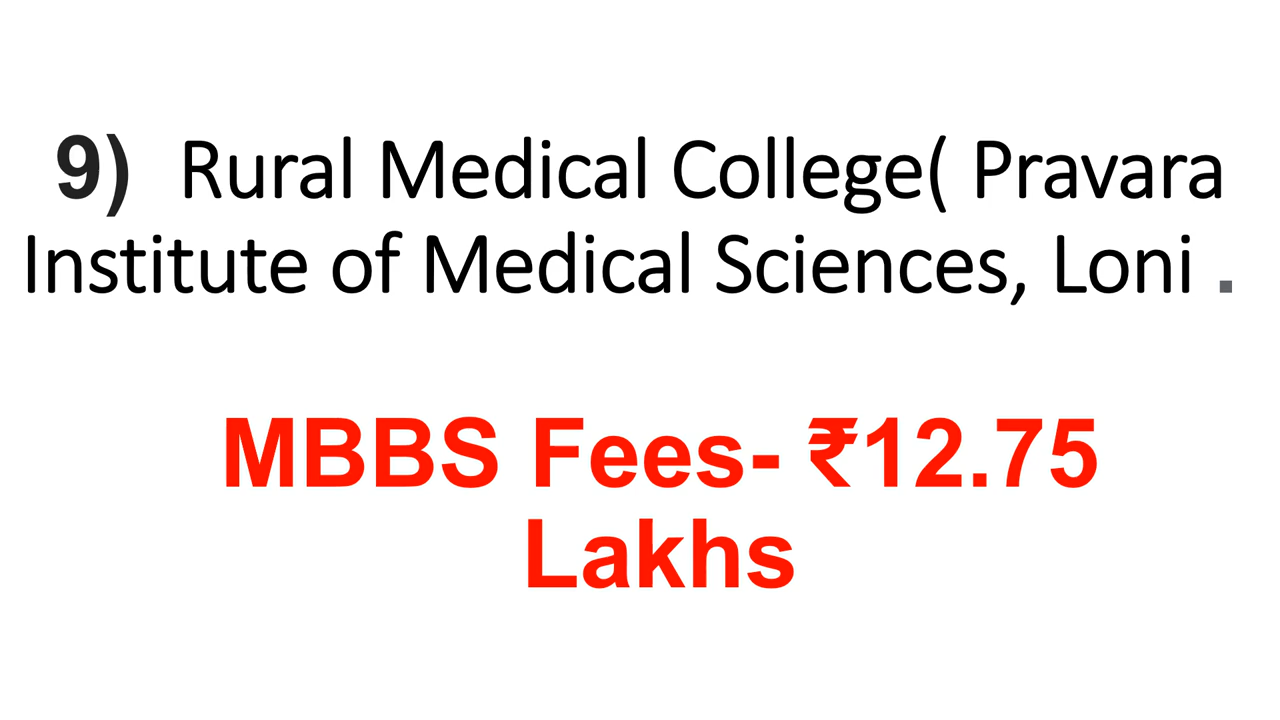 9) Rural Medical College( Pravara
Institute of Medical Sciences, Loni .
MBBS Fees- ₹12.75
Lakhs